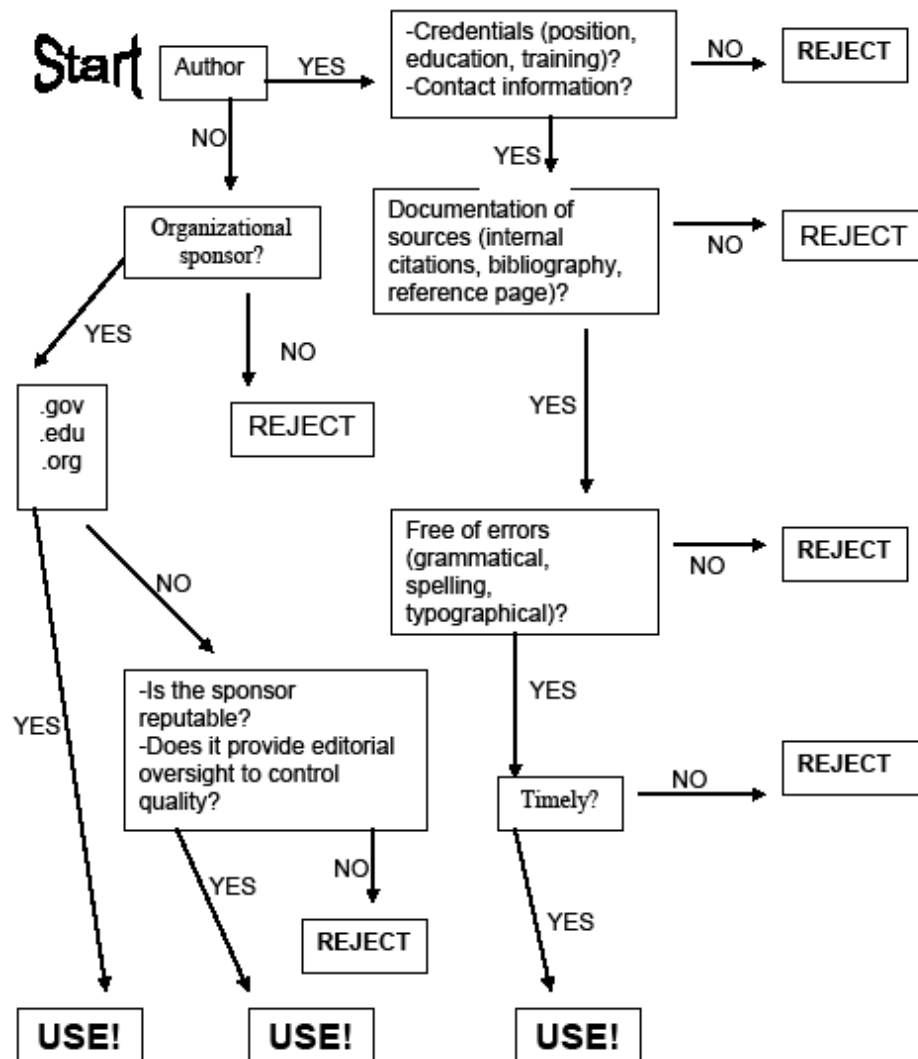 Start
Author
YES
-Credentials (position,
education, training)?
-Contact information?
NO
REJECT
NO
YES
Organizational
sponsor?
Documentation of
sources (internal
citations, bibliography,
reference page)?
NO
REJECT
YES
NO
REJECT
.gov
.edu
.org
YES
Free of errors
(grammatical,
spelling,
typographical)?
NO
REJECT
NO
YES
-Is the sponsor
reputable?
-Does it provide editorial
oversight to control
quality?
YES
Timely?
NO
REJECT
YES
NO
REJECT
YES
USE!
USE!
USE!